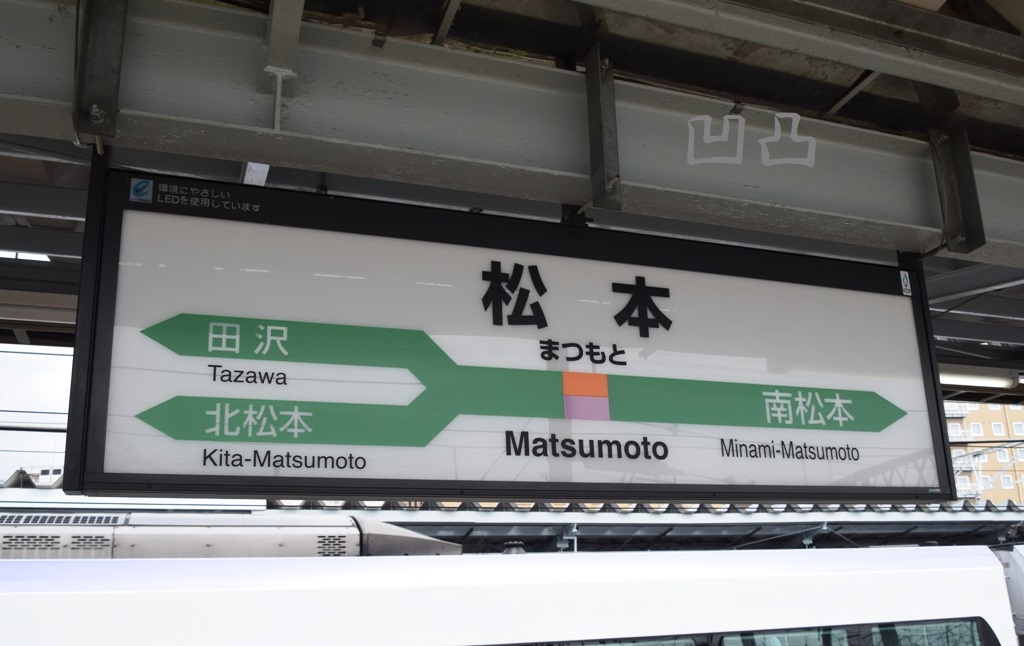 凹凸
環境にやさしい
LEDを使用しています
松本
まつもと
田沢
Tazawa
北松本
Kita-Matsumoto
Matsumoto
南松本
Minami-Matsumoto